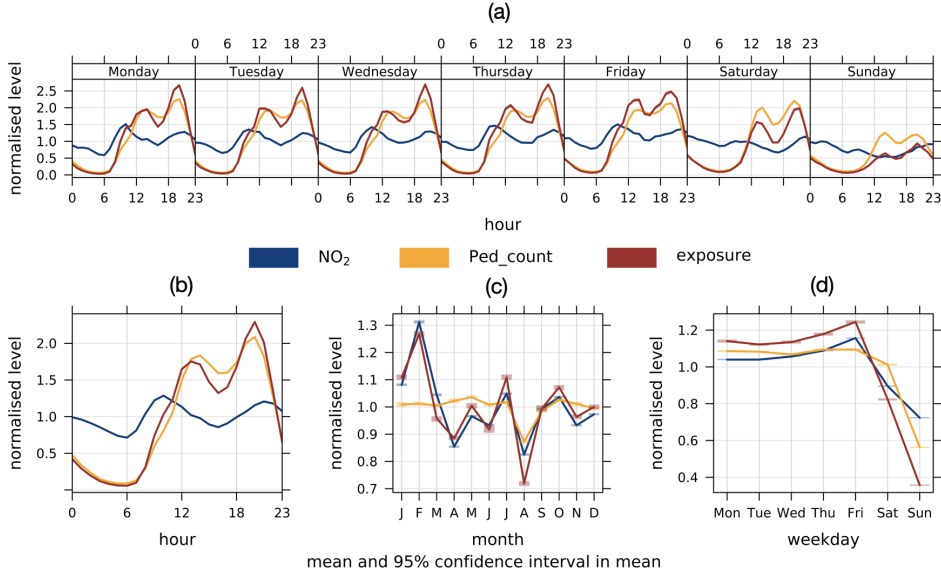 (a)
0 6 12 18 23 0 6 12 18 23 0 6 12 18 23
Monday Tuesday Wednesday Thursday Friday Saturday Sunday
normalised level
2.5
2.0
1.5
1.0
0.5
0.0
0 6 12 18 23 0 6 12 18 23 0 6 12 18 23 0 6 12 18 23
hour
NO₂ Ped_count exposure
(b) (c) (d)
normalised level
2.0
1.5
1.0
0.5
0 6 12 18 23
hour
normalised level
1.3
1.2
1.1
1.0
0.9
0.8
0.7
J F M A M J J A S O N D
month
normalised level
1.2
1.0
0.8
0.6
0.4
Mon Tue Wed Thu Fri Sat Sun
weekday
mean and 95% confidence interval in mean